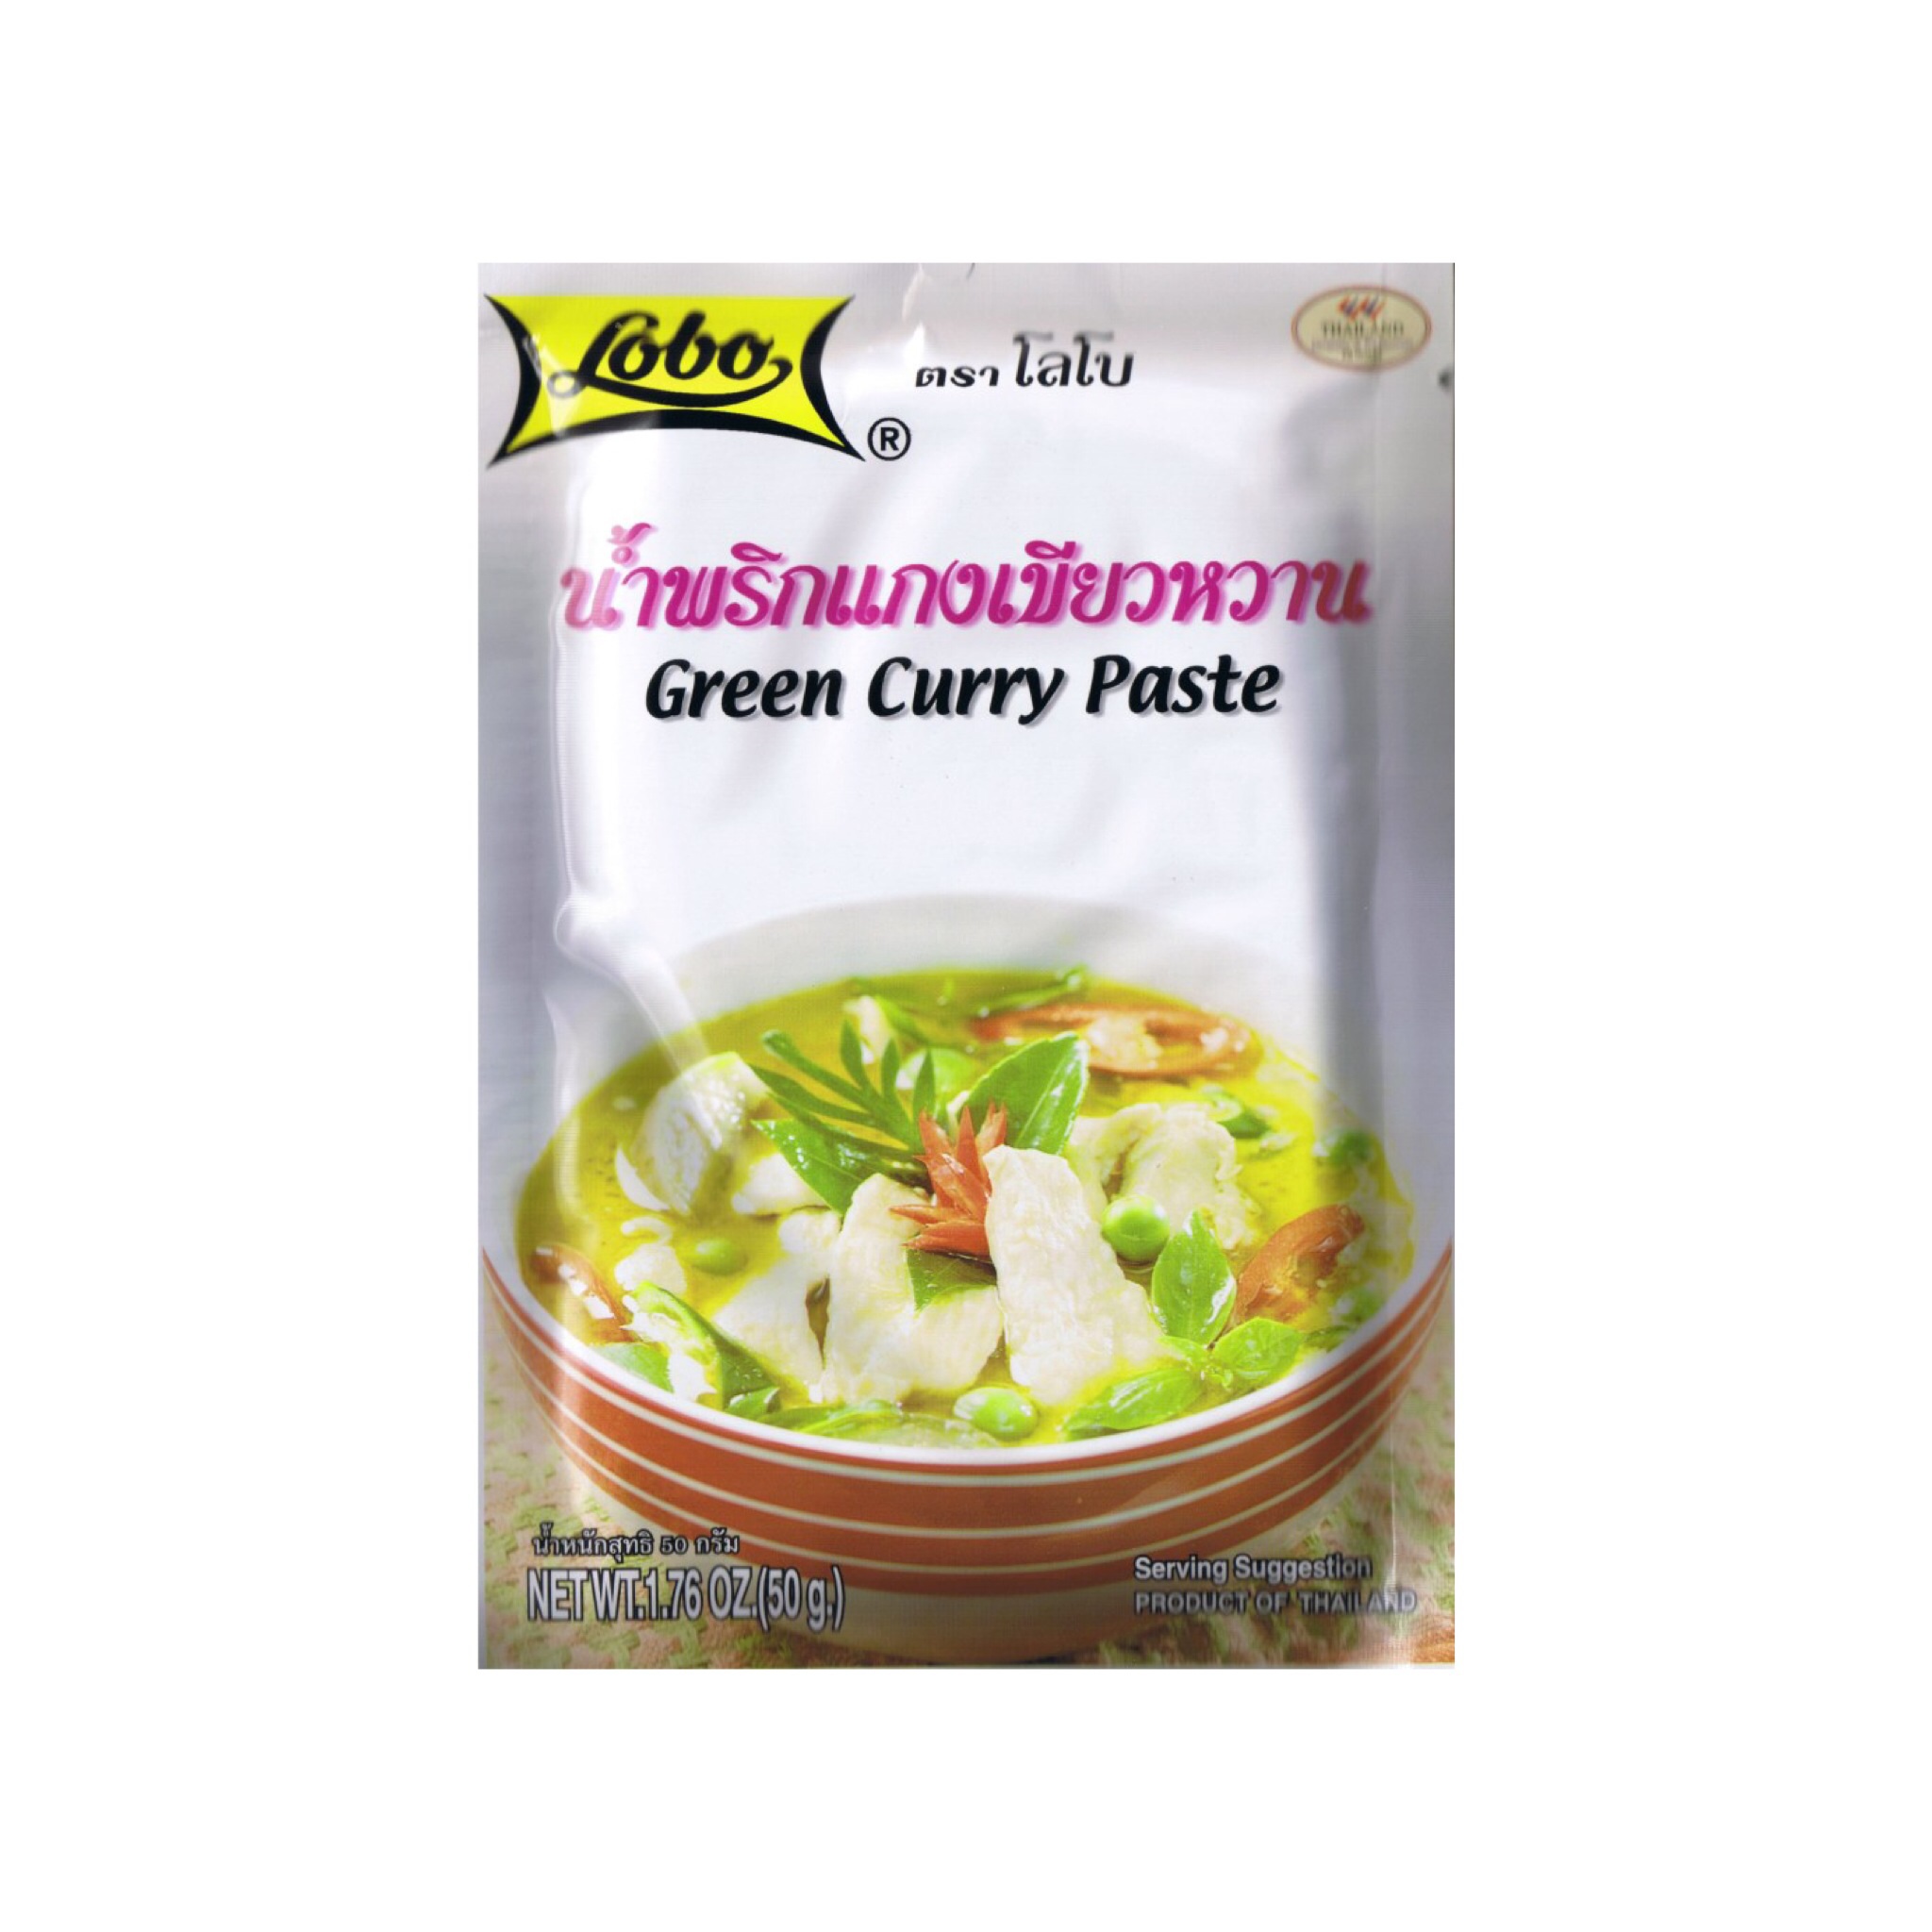 Lobo
®
ตรา โลโบ
THAILAND
น้ำพริกแกงเขียวหวาน
Green Curry Paste
น้ำหนักสุทธิ 50 กรัม
NET WT.1.76 OZ.(50 g.)
Serving Suggestion
PRODUCT OF THAILAND